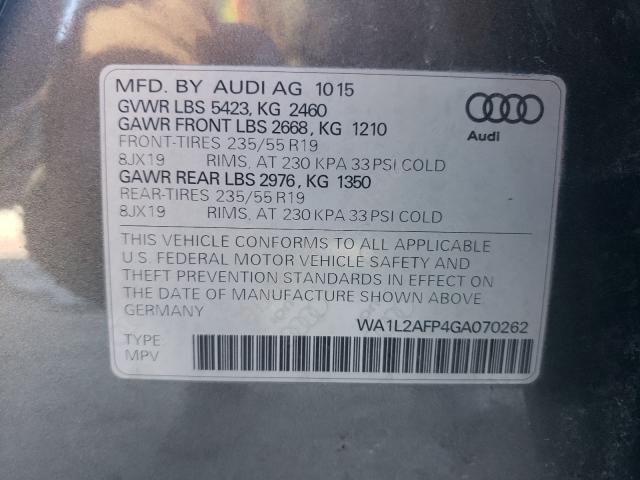 MFD. BY AUDI AG 1015
GVWR LBS 5423, KG 2460
GAWR FRONT LBS 2668, KG 1210
FRONT-TIRES 235/55 R19
8JX19 RIMS, AT 230 KPA 33 PSI COLD
GAWR REAR LBS 2976, KG 1350
REAR-TIRES 235/55 R19
8JX19 RIMS, AT 230 KPA 33 PSI COLD
Audi
THIS VEHICLE CONFORMS TO ALL APPLICABLE
U.S. FEDERAL MOTOR VEHICLE SAFETY AND
THEFT PREVENTION STANDARDS IN EFFECT ON
THE DATE OF MANUFACTURE SHOWN ABOVE
GERMANY
WA1L2AFP4GA070262
TYPE:
MPV